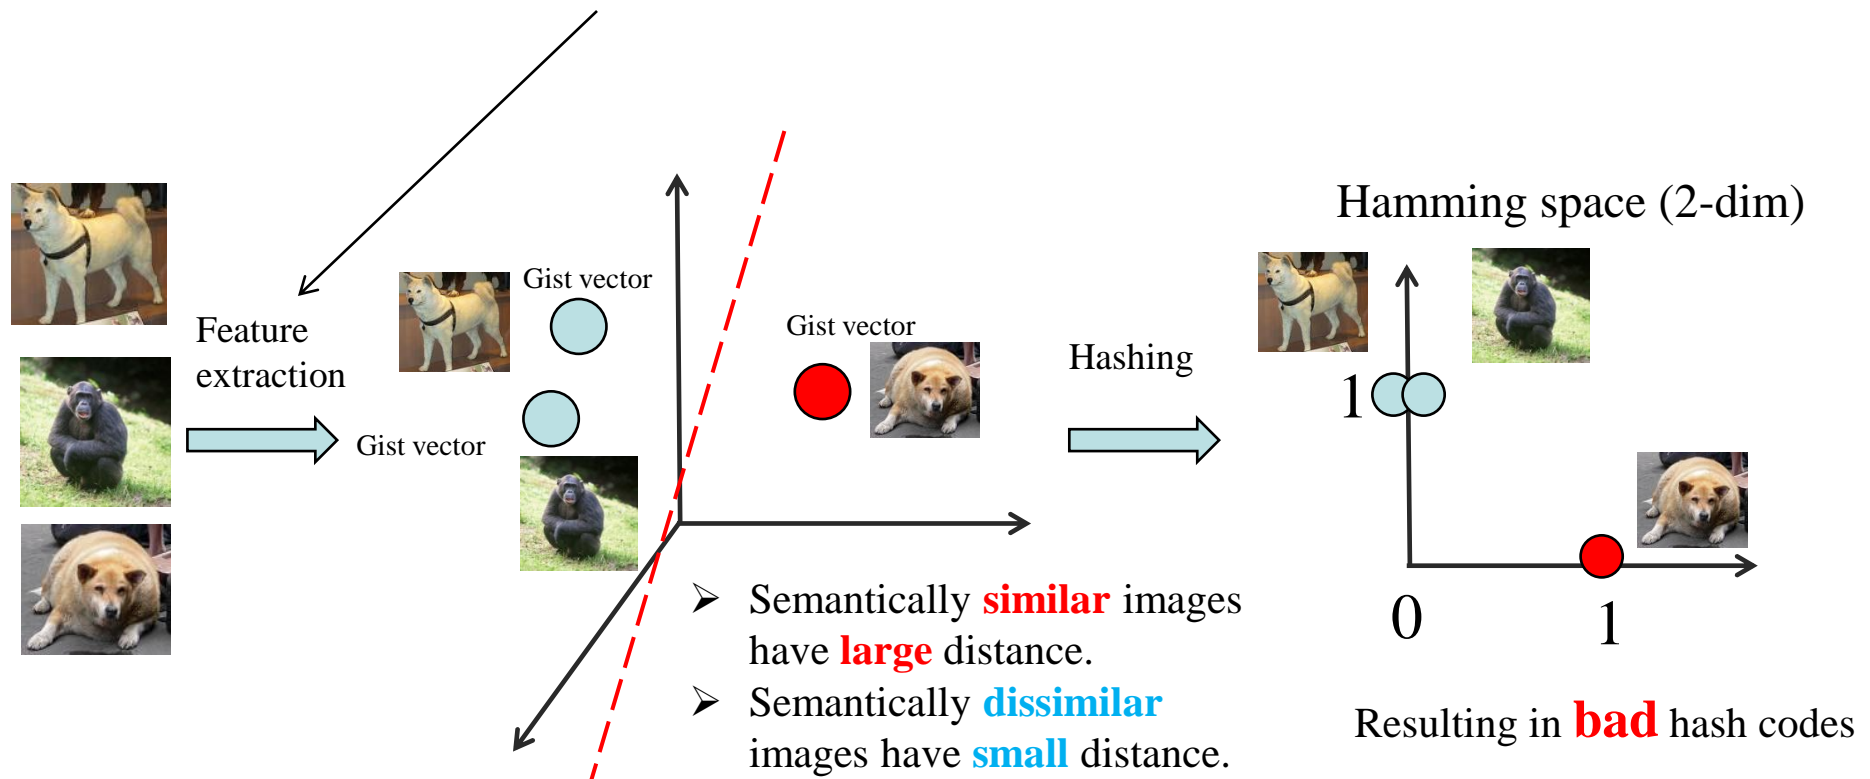 Hamming space (2-dim)
Gist vector
Feature
extraction
Gist vector
Gist vector
Hashing
1
0
1
➢ Semantically similar images
have large distance.
➢ Semantically dissimilar
images have small distance.
Resulting in bad hash codes